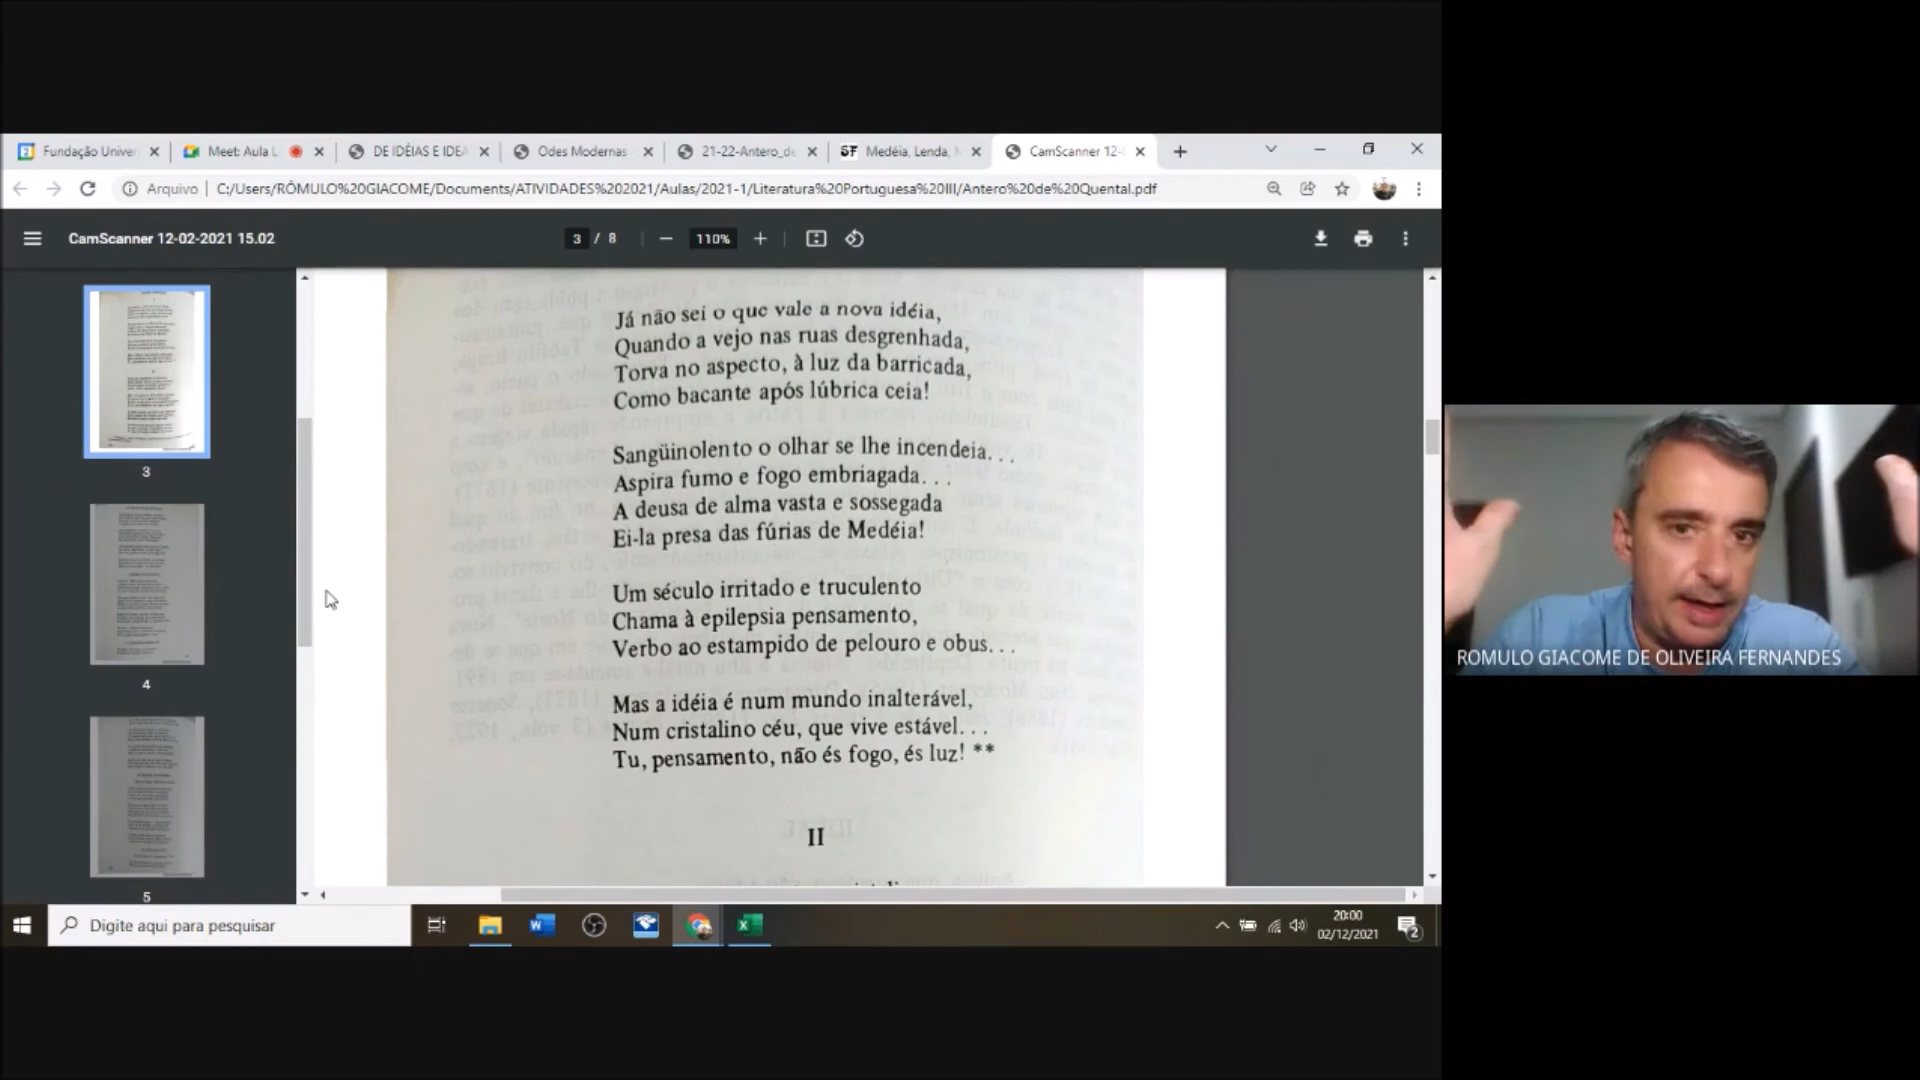 Fundação Univer
Meet: Aula L
DE IDÉIAS E IDEA
Odes Modernas
21-22-Antero_de
SF
Medéia, Lenda,
CamScanner 12-
Arquivo
C:/Users/RÔMULO%20GIACOME/Documents/ATIVIDADES%202021/Aulas/2021-1/Literatura%20Portuguesa%20III/Antero%20de%20Quental.pdf
CamScanner 12-02-2021 15.02
3 / 8
110%
Já não sei o que vale a nova idéia,
Quando a vejo nas ruas desgrenhada,
Torva no aspecto, à luz da barricada,
Como bacante após lúbrica ceia!
Sangüinolento o olhar se lhe incendeia. . .
Aspira fumo e fogo embriagada. . .
A deusa de alma vasta e sossegada
Ei-la presa das fúrias de Medéia!
Um século irritado e truculento
Chama à epilepsia pensamento,
Verbo ao estampido de pelouro e obus. . .
Mas a idéia é num mundo inalterável,
Num cristalino céu, que vive estável. . .
Tu, pensamento, não és fogo, és luz! **
II
3
4
5
ROMULO GIACOME DE OLIVEIRA FERNANDES
Digite aqui para pesquisar
20:00
02/12/2021
2